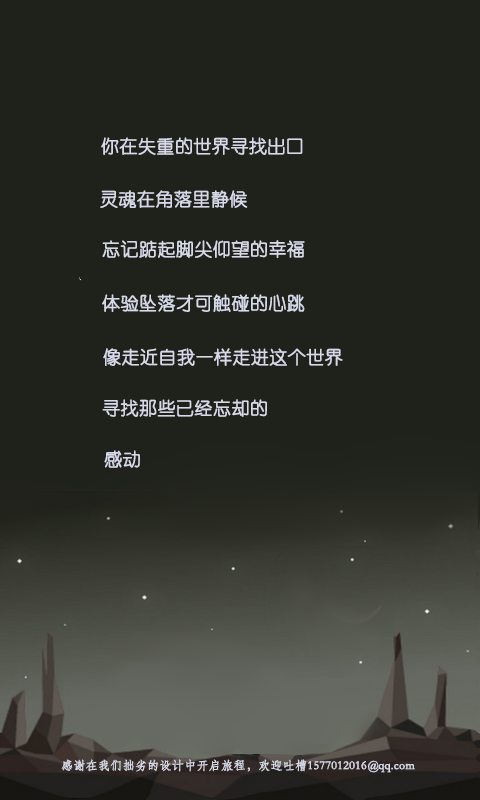 你在失重的世界寻找出口
灵魂在角落里静候
忘记踮起脚尖仰望的幸福
体验坠落才可触碰的心跳
像走近自我一样走进这个世界
寻找那些已经忘却的
感动
感谢在我们拙劣的设计中开启旅程，欢迎吐槽1577012016@qq.com